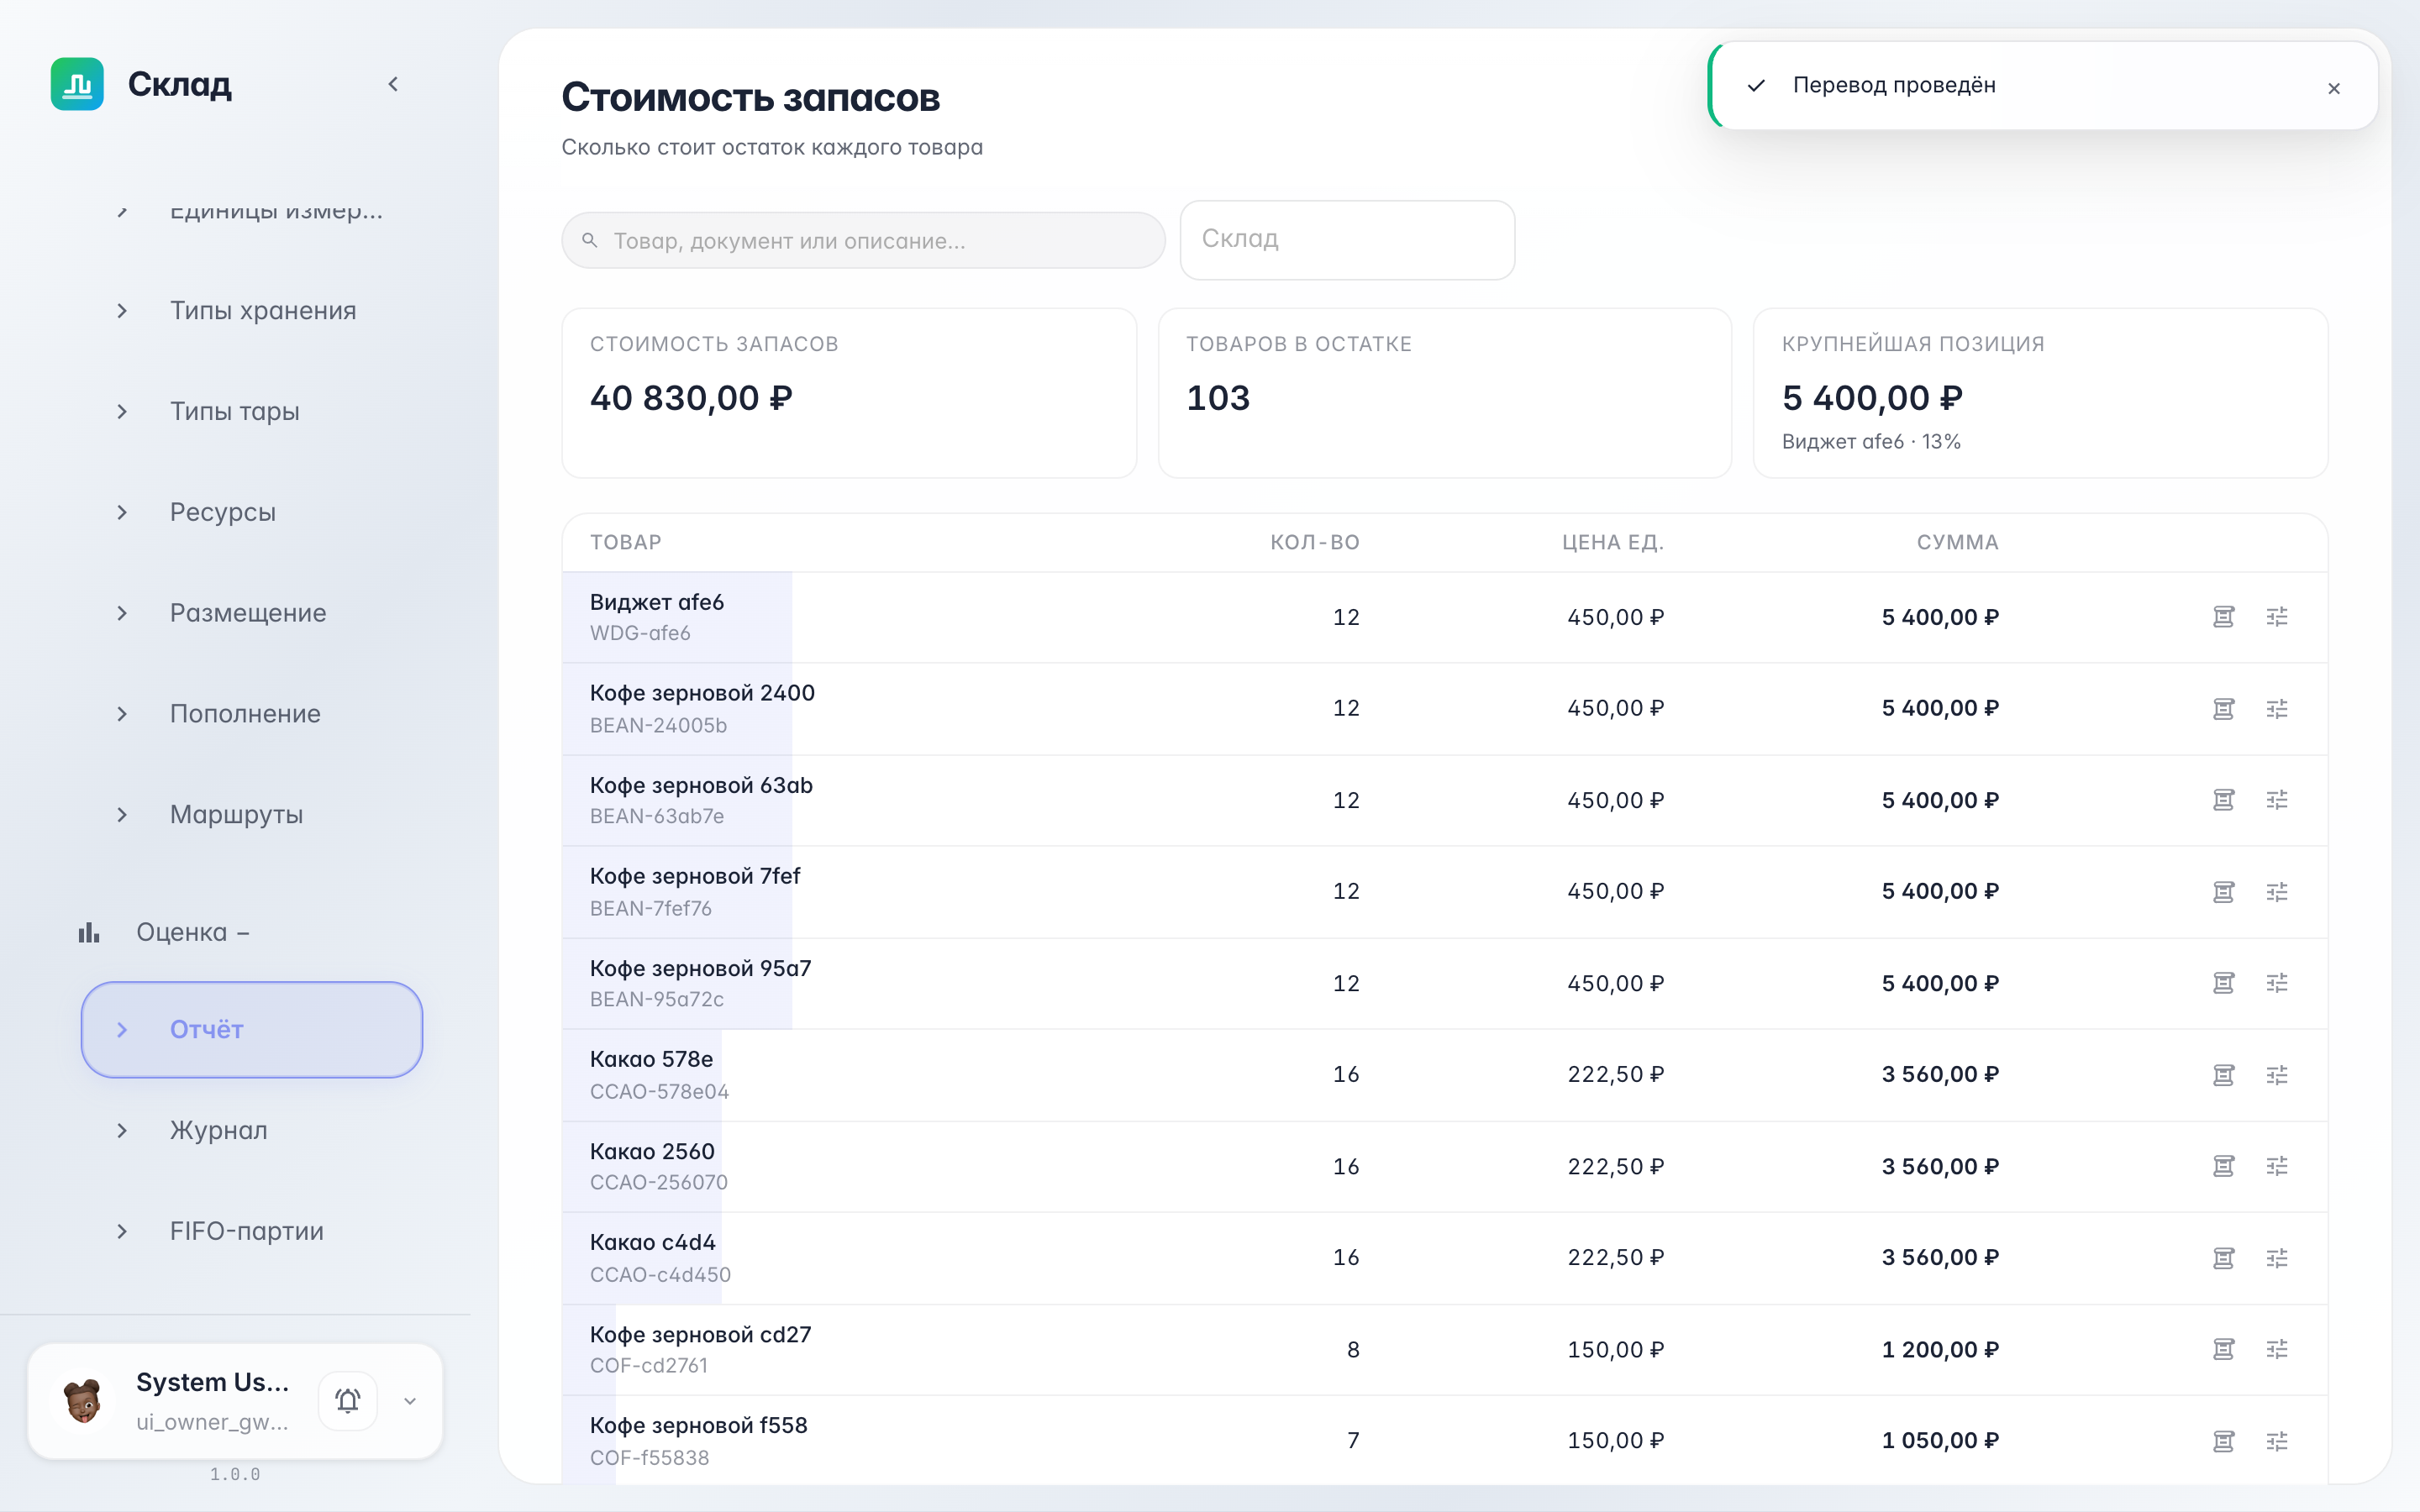 Склад
Единицы измер...
Типы хранения
Типы тары
Ресурсы
Размещение
Пополнение
Маршруты
Оценка –
Отчёт
Журнал
FIFO-партии
System Us...
ui_owner_gw...
1.0.0
Перевод проведён
Стоимость запасов
Сколько стоит остаток каждого товара
Товар, документ или описание...
Склад
СТОИМОСТЬ ЗАПАСОВ
40 830,00 ₽
ТОВАРОВ В ОСТАТКЕ
103
КРУПНЕЙШАЯ ПОЗИЦИЯ
5 400,00 ₽
Виджет afe6 · 13%
ТОВАР КОЛ-ВО ЦЕНА ЕД. СУММА
Виджет afe6
WDG-afe6
12 450,00 ₽ 5 400,00 ₽
Кофе зерновой 2400
BEAN-24005b
12 450,00 ₽ 5 400,00 ₽
Кофе зерновой 63ab
BEAN-63ab7e
12 450,00 ₽ 5 400,00 ₽
Кофе зерновой 7fef
BEAN-7fef76
12 450,00 ₽ 5 400,00 ₽
Кофе зерновой 95a7
BEAN-95a72c
12 450,00 ₽ 5 400,00 ₽
Какао 578e
CCAO-578e04
16 222,50 ₽ 3 560,00 ₽
Какао 2560
CCAO-256070
16 222,50 ₽ 3 560,00 ₽
Какао c4d4
CCAO-c4d450
16 222,50 ₽ 3 560,00 ₽
Кофе зерновой cd27
COF-cd2761
8 150,00 ₽ 1 200,00 ₽
Кофе зерновой f558
COF-f55838
7 150,00 ₽ 1 050,00 ₽